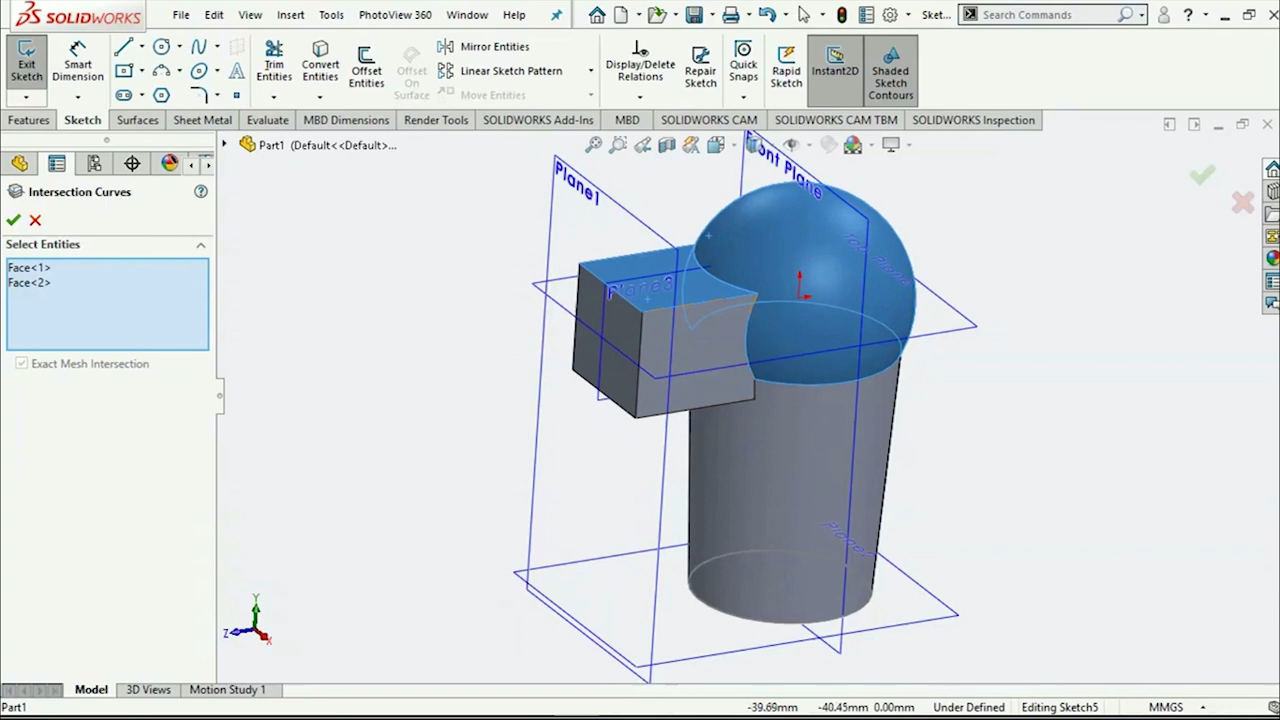 SOLIDWORKS File Edit View Insert Tools PhotoView 360 Window Help Sket... Search Commands ?
Exit Sketch
Smart Dimension
Trim Entities
Convert Entities
Offset Entities
Offset On Surface
Mirror Entities
Linear Sketch Pattern
Move Entities
Display/Delete Relations
Repair Sketch
Quick Snaps
Rapid Sketch
Instant2D
Shaded Sketch Contours
Features Sketch Surfaces Sheet Metal Evaluate MBD Dimensions Render Tools SOLIDWORKS Add-Ins MBD SOLIDWORKS CAM SOLIDWORKS CAM TBM SOLIDWORKS Inspection
Part1 (Default<<Default>...
Intersection Curves
Select Entities
Face<1>
Face<2>
Exact Mesh Intersection
Plane1
Front Plane
Top Plane
Y
Z
X
Model 3D Views Motion Study 1
Part1 -39.69mm -40.45mm 0.00mm Under Defined Editing Sketch5 MMGS